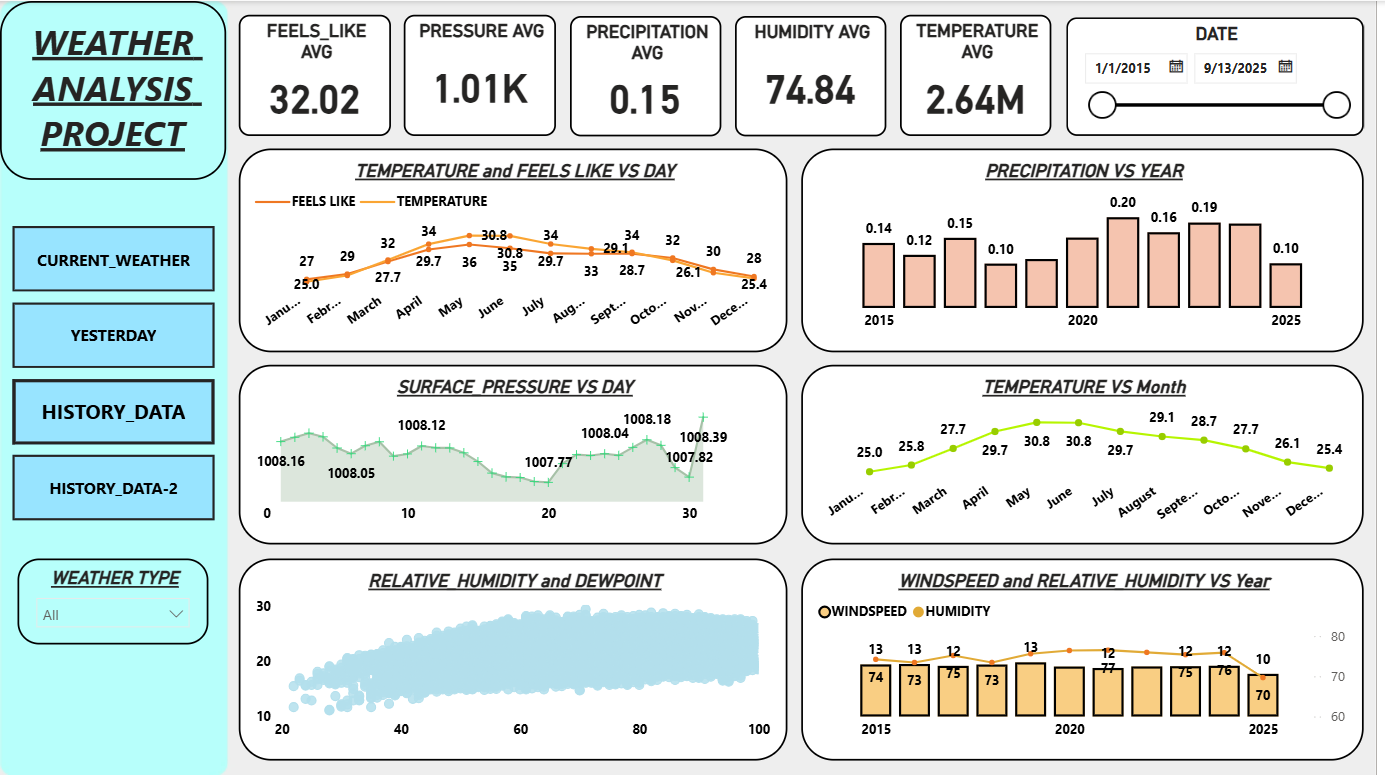 WEATHER
ANALYSIS
PROJECT
CURRENT_WEATHER
YESTERDAY
HISTORY_DATA
HISTORY_DATA-2
WEATHER TYPE
All
FEELS_LIKE
AVG
32.02
PRESSURE AVG
1.01K
PRECIPITATION
AVG
0.15
HUMIDITY AVG
74.84
TEMPERATURE
AVG
2.64M
DATE
1/1/2015 9/13/2025
TEMPERATURE and FEELS LIKE VS DAY
FEELS LIKE TEMPERATURE
27 29 32 34 30.8 34 29.1 34 32 30 28
25.0 27.7 29.7 36 30.8 35 29.7 33 28.7 26.1 25.4
Janu... Febr... March April May June July Aug... Sept... Octo... Nov... Dece...
PRECIPITATION VS YEAR
0.14 0.12 0.15 0.10 0.20 0.16 0.19 0.10
2015 2020 2025
SURFACE_PRESSURE VS DAY
1008.16 1008.05 1008.12 1007.77 1008.04 1008.18 1007.82 1008.39
0 10 20 30
TEMPERATURE VS Month
25.0 25.8 27.7 29.7 30.8 30.8 29.7 29.1 28.7 27.7 26.1 25.4
Janu... Febr... March April May June July August Septe... Octo... Nove... Dece...
RELATIVE_HUMIDITY and DEWPOINT
30
20
10
20 40 60 80 100
WINDSPEED and RELATIVE_HUMIDITY VS Year
WINDSPEED HUMIDITY
13 13 12 13 12 12 12 10
74 73 75 73 77 75 76 70
80
70
60
2015 2020 2025